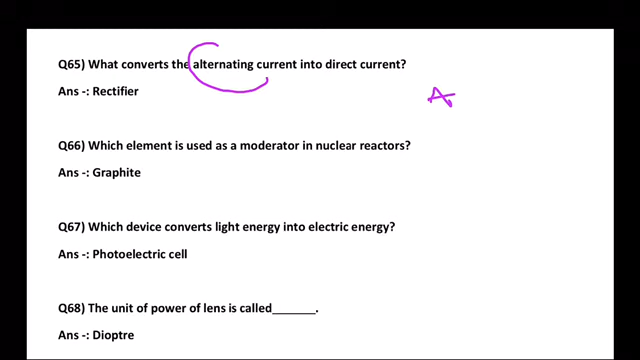 Q65) What converts the alternating current into direct current?
Ans -: Rectifier
A
Q66) Which element is used as a moderator in nuclear reactors?
Ans -: Graphite
Q67) Which device converts light energy into electric energy?
Ans -: Photoelectric cell
Q68) The unit of power of lens is called______.
Ans -: Dioptre